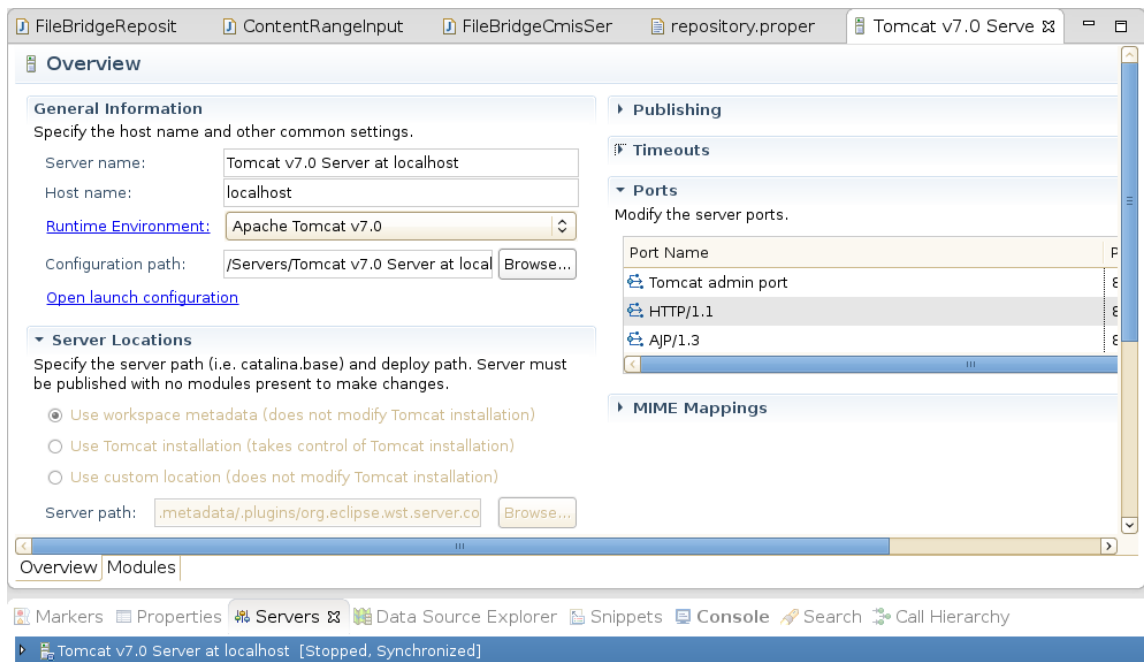 FileBridgeReposit ContentRangeInput FileBridgeCmisSer repository.proper Tomcat v7.0 Serve
Overview
General Information
Specify the host name and other common settings.
Server name: Tomcat v7.0 Server at localhost
Host name: localhost
Runtime Environment: Apache Tomcat v7.0
Configuration path: /Servers/Tomcat v7.0 Server at local Browse...
Open launch configuration
Server Locations
Specify the server path (i.e. catalina.base) and deploy path. Server must
be published with no modules present to make changes.
Use workspace metadata (does not modify Tomcat installation)
Use Tomcat installation (takes control of Tomcat installation)
Use custom location (does not modify Tomcat installation)
Server path: .metadata/.plugins/org.eclipse.wst.server.co Browse...
Publishing
Timeouts
Ports
Modify the server ports.
Port Name P
Tomcat admin port 8
HTTP/1.1 8
AJP/1.3 8
MIME Mappings
Overview Modules
Markers Properties Servers Data Source Explorer Snippets Console Search Call Hierarchy
Tomcat v7.0 Server at localhost [Stopped, Synchronized]